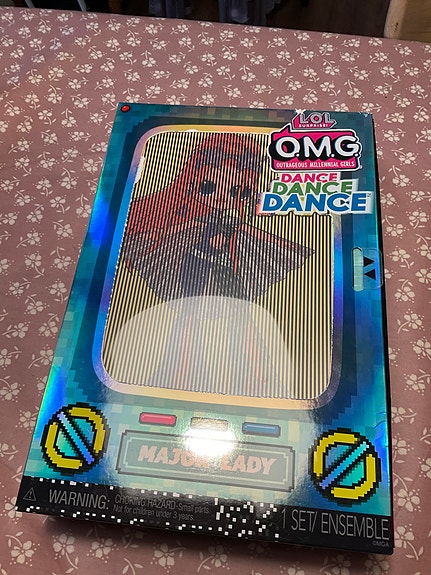 L.O.L.
SURPRISE!
O.M.G.
OUTRAGEOUS MILLENNIAL GIRLS
DANCE
DANCE
DANCE
MAJOR LADY
WARNING: CHOKING HAZARD-Small parts.
Not for children under 3 years.
1 SET/ ENSEMBLE
©MGA